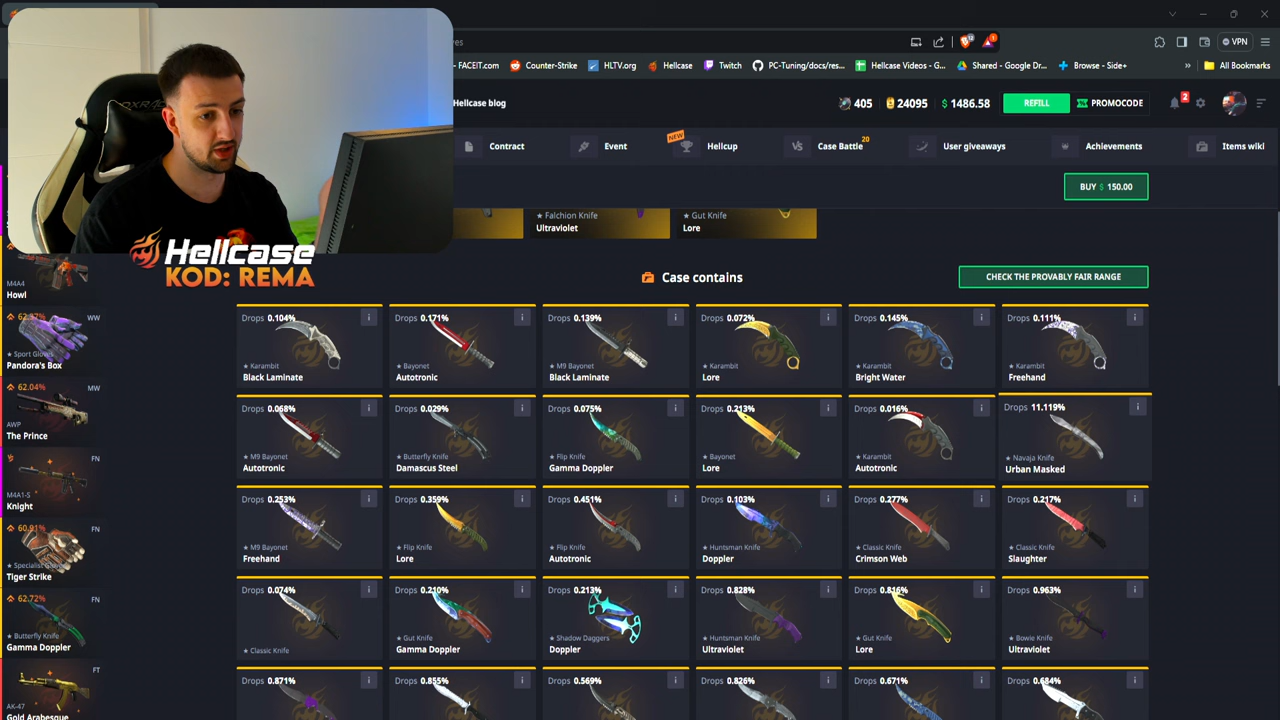 ves
- FACEIT.com
Counter-Strike
HLTV.org
Hellcase
Twitch
PC-Tuning/docs/res...
Hellcase Videos - G...
Shared - Google Dr...
Browse - Side+
»
All Bookmarks
12
1
VPN
Hellcase blog
405
24095
$ 1486.58
REFILL
PROMOCODE
2
Contract
Event
NEW
Hellcup
VS
Case Battle
20
User giveaways
Achievements
Items wiki
BUY $ 150.00
★ Falchion Knife
Ultraviolet
★ Gut Knife
Lore
Hellcase
KOD: REMA
Case contains
CHECK THE PROVABLY FAIR RANGE
M4A4
Howl
62.37%
WW
★ Sport Gloves
Pandora's Box
62.04%
MW
AWP
The Prince
FN
M4A1-S
Knight
60.91%
FN
★ Specialist Gloves
Tiger Strike
62.72%
FN
★ Butterfly Knife
Gamma Doppler
FT
AK-47
Gold Arabesque
Drops 0.104%
★ Karambit
Black Laminate
Drops 0.171%
★ Bayonet
Autotronic
Drops 0.139%
★ M9 Bayonet
Black Laminate
Drops 0.072%
★ Karambit
Lore
Drops 0.145%
★ Karambit
Bright Water
Drops 0.111%
★ Karambit
Freehand
Drops 0.068%
★ M9 Bayonet
Autotronic
Drops 0.029%
★ Butterfly Knife
Damascus Steel
Drops 0.075%
★ Flip Knife
Gamma Doppler
Drops 0.213%
★ Bayonet
Lore
Drops 0.016%
★ Karambit
Autotronic
Drops 11.119%
★ Navaja Knife
Urban Masked
Drops 0.253%
★ M9 Bayonet
Freehand
Drops 0.359%
★ Flip Knife
Lore
Drops 0.451%
★ Flip Knife
Autotronic
Drops 0.103%
★ Huntsman Knife
Doppler
Drops 0.277%
★ Classic Knife
Crimson Web
Drops 0.217%
★ Classic Knife
Slaughter
Drops 0.074%
★ Classic Knife
Drops 0.210%
★ Gut Knife
Gamma Doppler
Drops 0.213%
★ Shadow Daggers
Doppler
Drops 0.828%
★ Huntsman Knife
Ultraviolet
Drops 0.816%
★ Gut Knife
Lore
Drops 0.963%
★ Bowie Knife
Ultraviolet
Drops 0.871%
Drops 0.855%
Drops 0.569%
Drops 0.826%
Drops 0.671%
Drops 0.684%